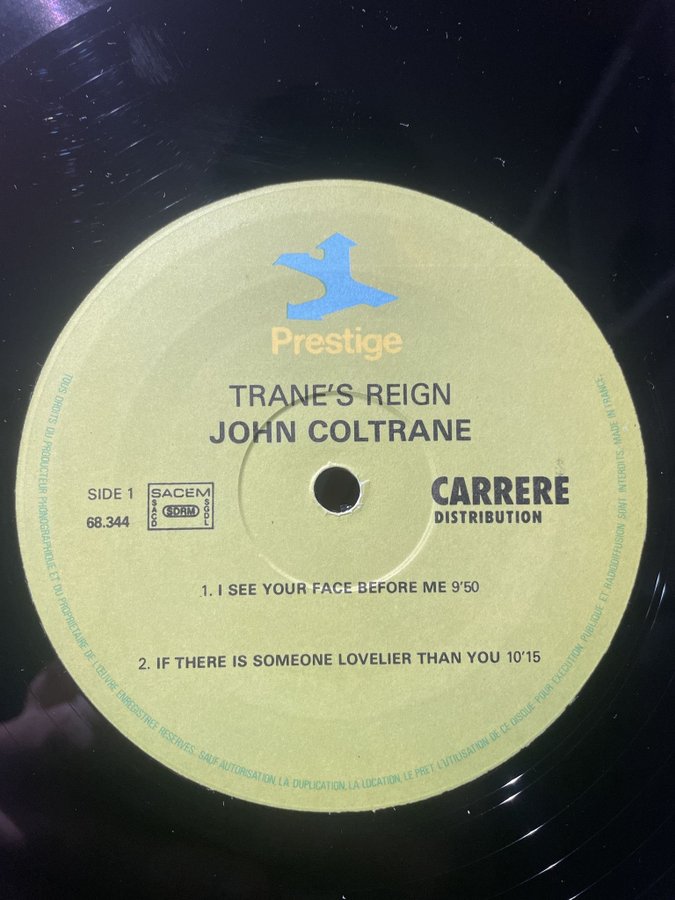 Prestige
TRANE'S REIGN
JOHN COLTRANE
SIDE 1
68.344
SACEM
SACD
SDRM
SGDL
CARRERE
DISTRIBUTION
1. I SEE YOUR FACE BEFORE ME 9'50
2. IF THERE IS SOMEONE LOVELIER THAN YOU 10'15
TOUS DROITS DU PRODUCTEUR PHONOGRAPHIQUE ET DU PROPRIETAIRE DE L'ŒUVRE ENREGISTREE RESERVES. SAUF AUTORISATION, LA DUPLICATION, LA LOCATION, LE PRET, L'UTILISATION DE CE DISQUE POUR EXECUTION PUBLIQUE ET RADIODIFFUSION SONT INTERDITS. MADE IN FRANCE.